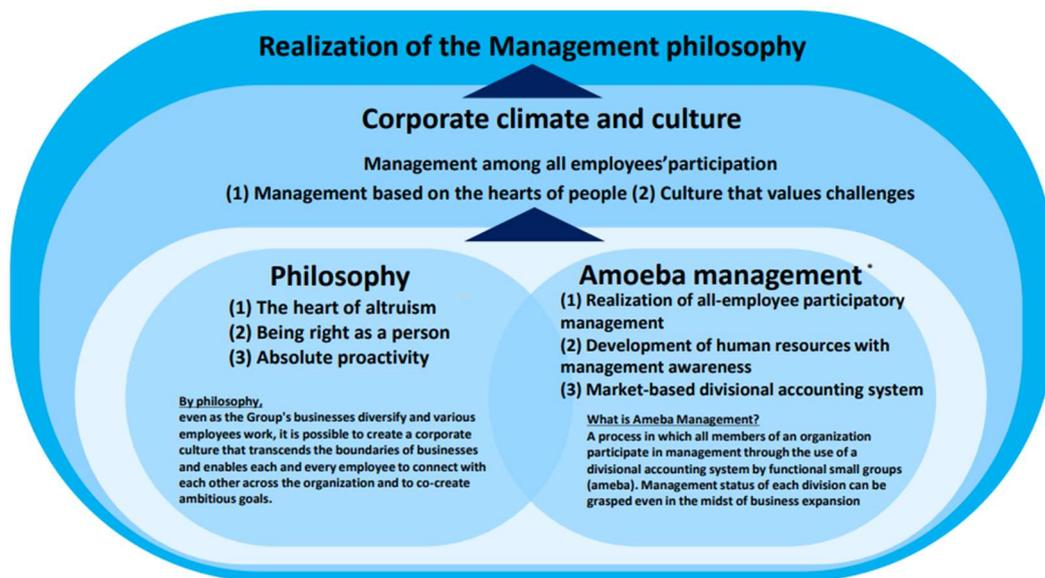 Realization of the Management philosophy
Corporate climate and culture
Management among all employees'participation
(1) Management based on the hearts of people (2) Culture that values challenges
Philosophy
(1) The heart of altruism
(2) Being right as a person
(3) Absolute proactivity
By philosophy,
even as the Group's businesses diversify and various
employees work, it is possible to create a corporate
culture that transcends the boundaries of businesses
and enables each and every employee to connect with
each other across the organization and to co-create
ambitious goals.
Amoeba management *
(1) Realization of all-employee participatory
management
(2) Development of human resources with
management awareness
(3) Market-based divisional accounting system
What is Ameba Management?
A process in which all members of an organization
participate in management through the use of a
divisional accounting system by functional small groups
(ameba). Management status of each division can be
grasped even in the midst of business expansion